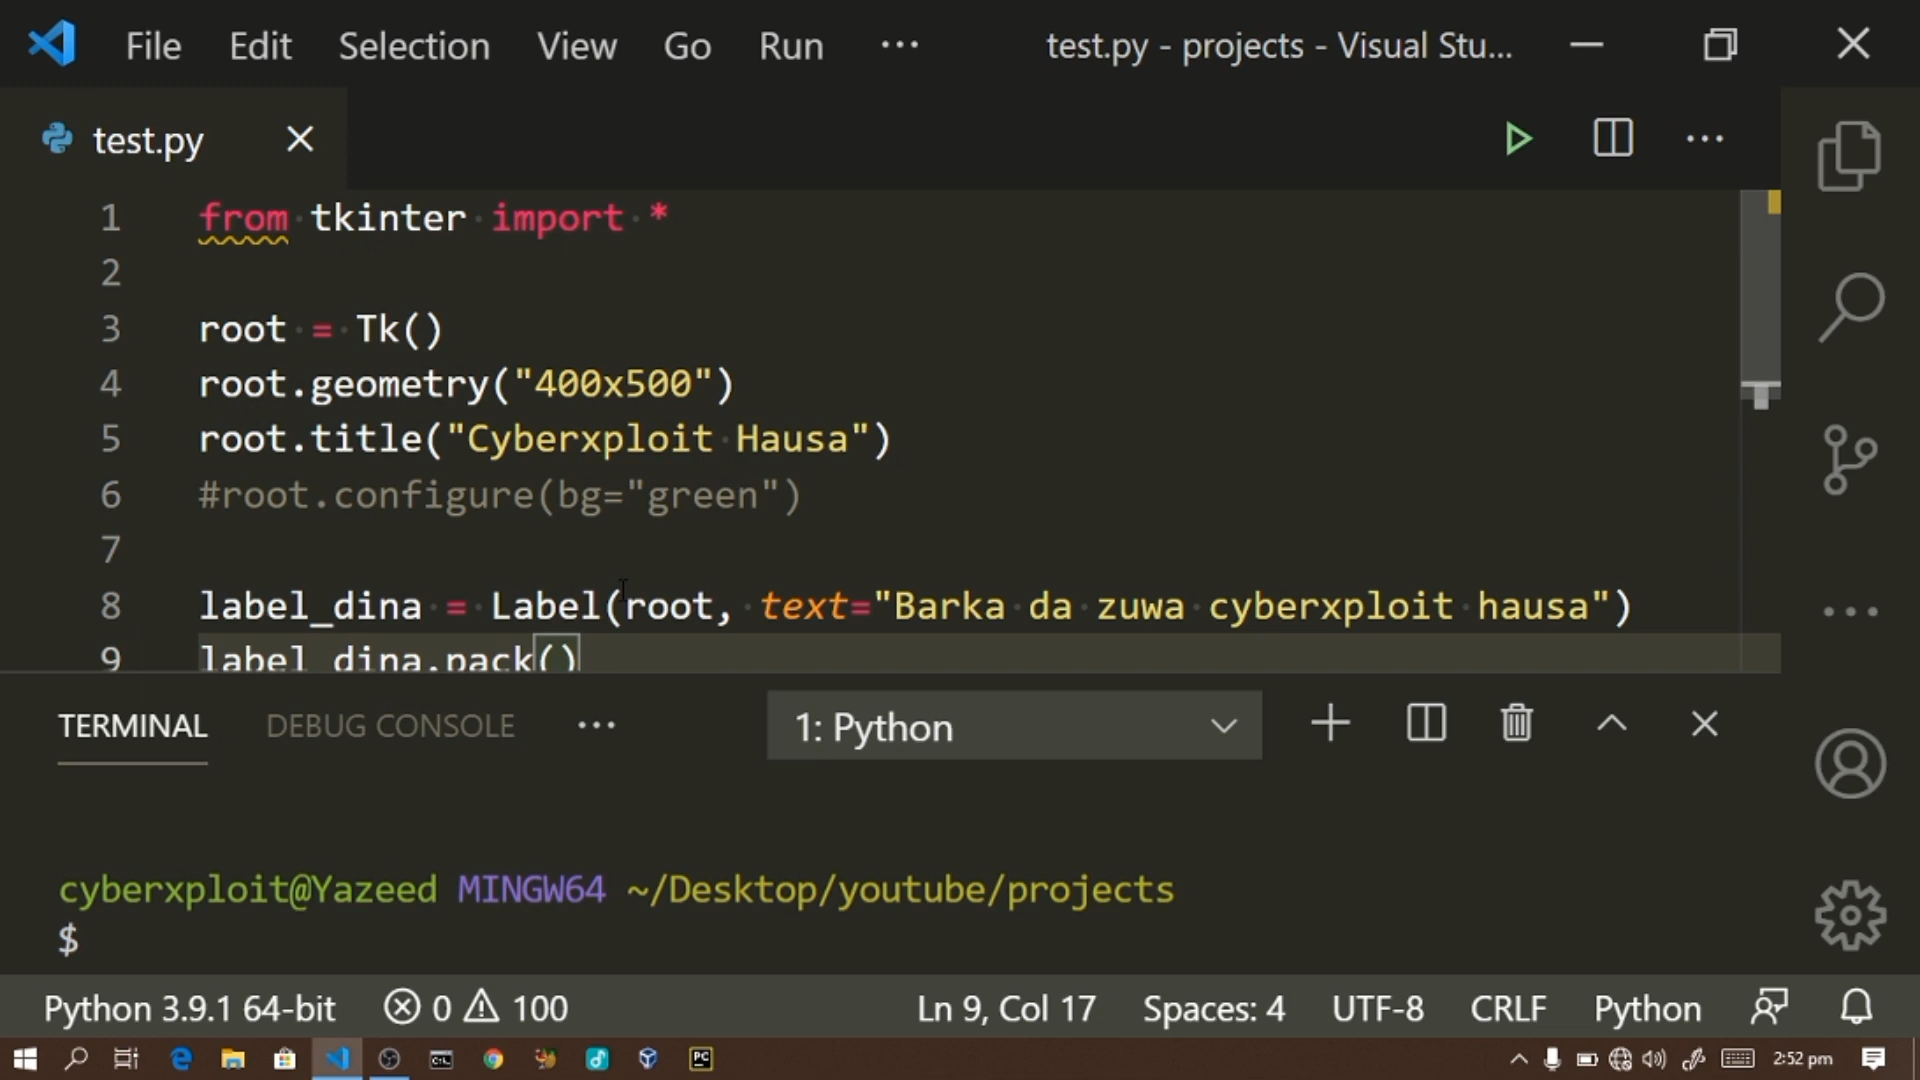 File Edit Selection View Go Run ··· test.py - projects - Visual Stu...
test.py
1 from tkinter import *
2
3 root = Tk()
4 root.geometry("400x500")
5 root.title("Cyberxploit Hausa")
6 #root.configure(bg="green")
7
8 label_dina = Label(root, text="Barka da zuwa cyberxploit hausa")
9 label_dina.pack()
TERMINAL DEBUG CONSOLE ··· 1: Python
cyberxploit@Yazeed MINGW64 ~/Desktop/youtube/projects
$
Python 3.9.1 64-bit 0 100 Ln 9, Col 17 Spaces: 4 UTF-8 CRLF Python
PC 2:52 pm